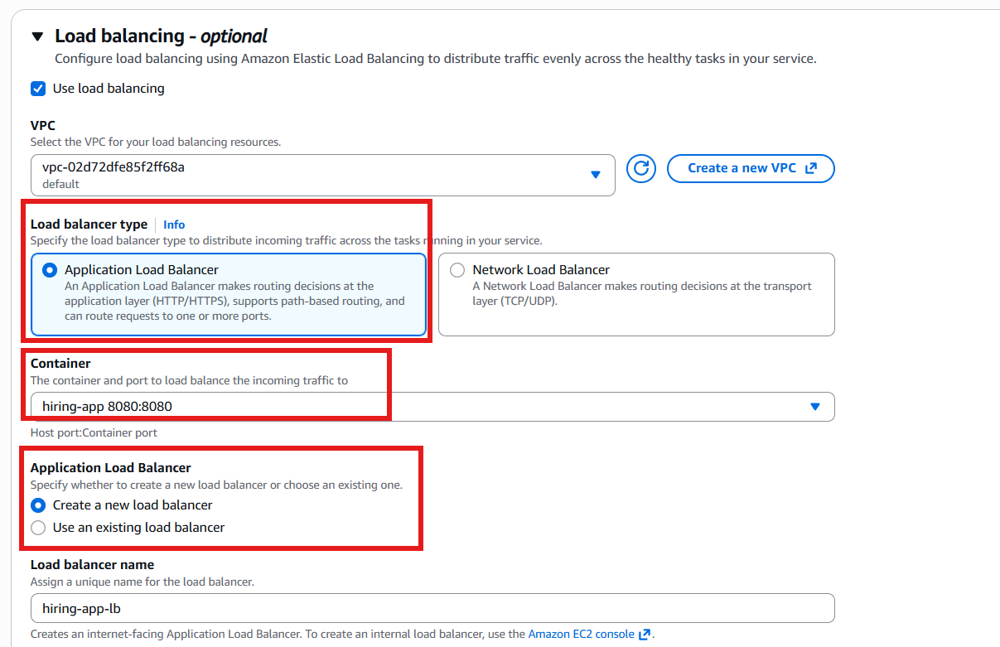 Load balancing - optional
Configure load balancing using Amazon Elastic Load Balancing to distribute traffic evenly across the healthy tasks in your service.
Use load balancing
VPC
Select the VPC for your load balancing resources.
vpc-02d72dfe85f2ff68a
default
Create a new VPC
Load balancer type Info
Specify the load balancer type to distribute incoming traffic across the tasks running in your service.
Application Load Balancer
An Application Load Balancer makes routing decisions at the
application layer (HTTP/HTTPS), supports path-based routing, and
can route requests to one or more ports.
Network Load Balancer
A Network Load Balancer makes routing decisions at the transport
layer (TCP/UDP).
Container
The container and port to load balance the incoming traffic to
hiring-app 8080:8080
Host port:Container port
Application Load Balancer
Specify whether to create a new load balancer or choose an existing one.
Create a new load balancer
Use an existing load balancer
Load balancer name
Assign a unique name for the load balancer.
hiring-app-lb
Creates an internet-facing Application Load Balancer. To create an internal load balancer, use the Amazon EC2 console.